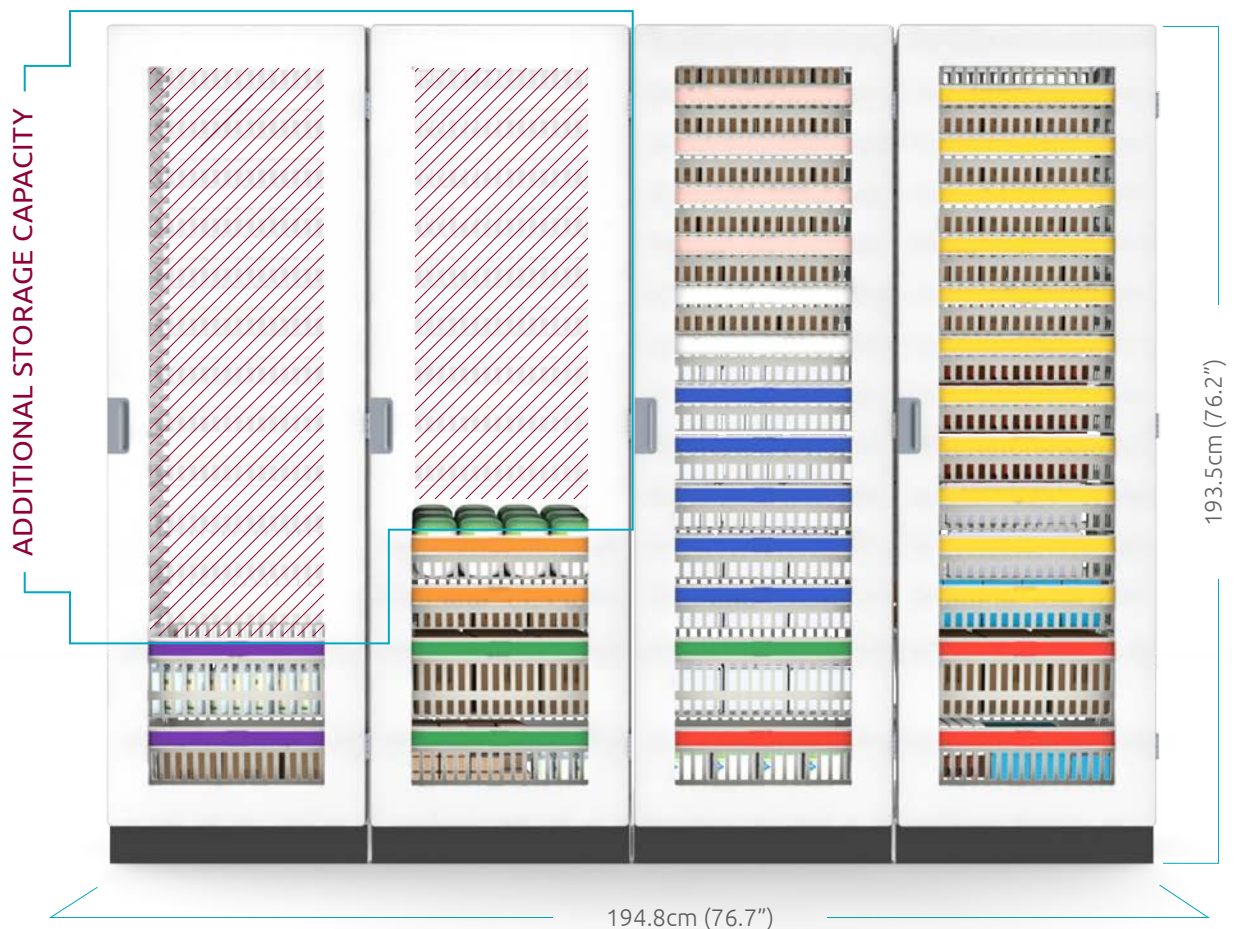 ADDITIONAL STORAGE CAPACITY
193.5cm (76.2”)
194.8cm (76.7”)